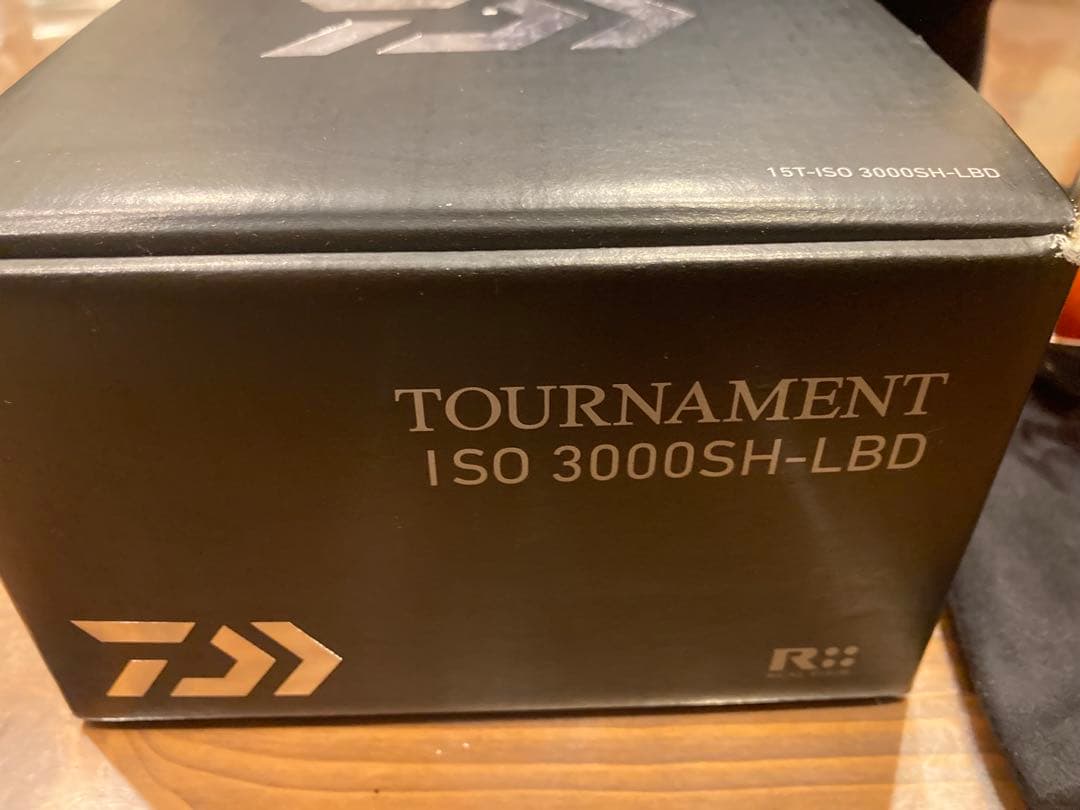 15T-ISO 3000SH-LBD
TOURNAMENT
ISO 3000SH-LBD
R